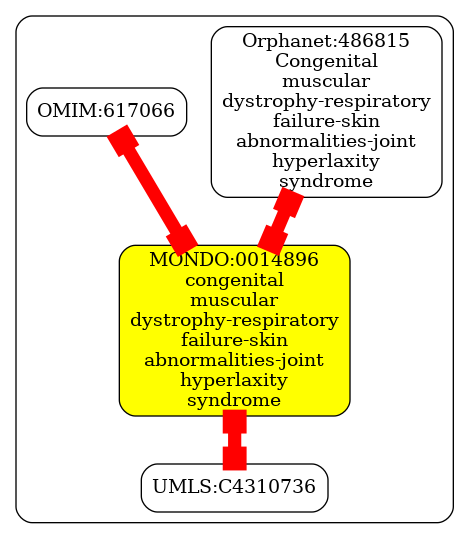 OMIM:617066
Orphanet:486815
Congenital
muscular
dystrophy-respiratory
failure-skin
abnormalities-joint
hyperlaxity
syndrome
MONDO:0014896
congenital
muscular
dystrophy-respiratory
failure-skin
abnormalities-joint
hyperlaxity
syndrome
UMLS:C4310736